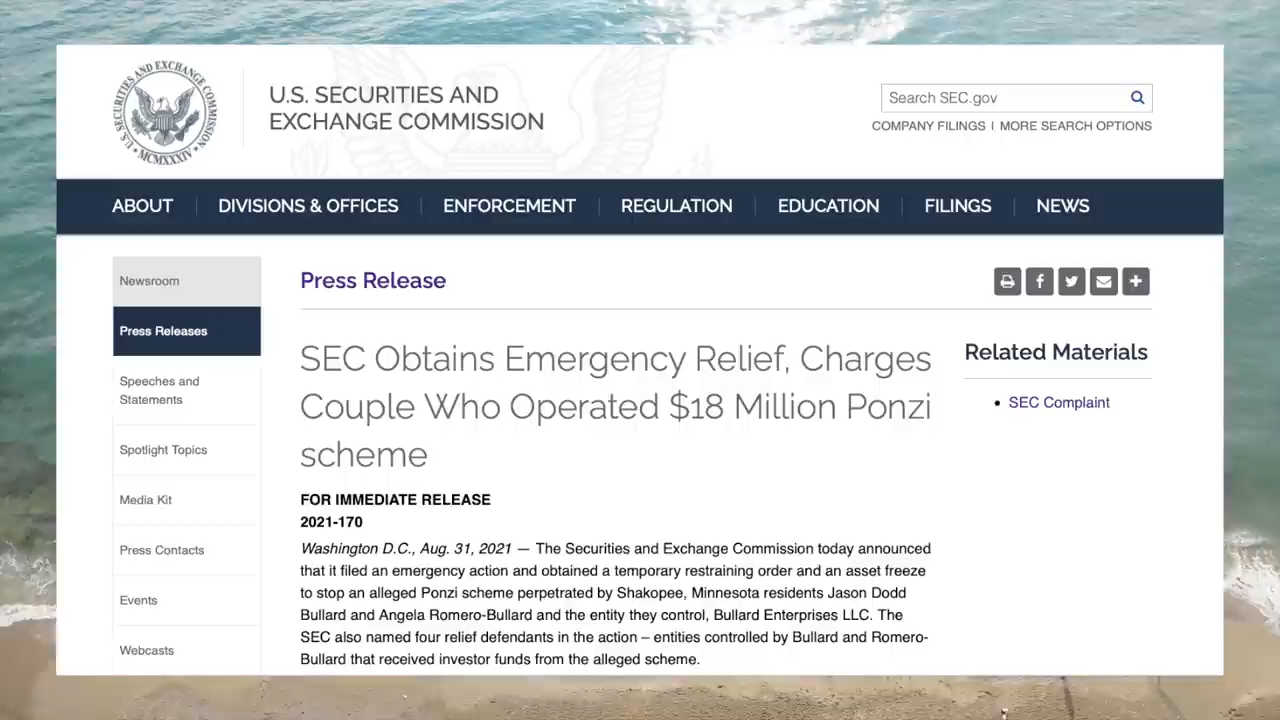 U.S. SECURITIES AND EXCHANGE COMMISSION
MCMXXXIV
U.S. SECURITIES AND
EXCHANGE COMMISSION
Search SEC.gov
COMPANY FILINGS | MORE SEARCH OPTIONS
ABOUT | DIVISIONS & OFFICES | ENFORCEMENT | REGULATION | EDUCATION | FILINGS | NEWS
Newsroom
Press Releases
Speeches and
Statements
Spotlight Topics
Media Kit
Press Contacts
Events
Webcasts
Press Release
SEC Obtains Emergency Relief, Charges
Couple Who Operated $18 Million Ponzi
scheme
FOR IMMEDIATE RELEASE
2021-170
Washington D.C., Aug. 31, 2021 — The Securities and Exchange Commission today announced
that it filed an emergency action and obtained a temporary restraining order and an asset freeze
to stop an alleged Ponzi scheme perpetrated by Shakopee, Minnesota residents Jason Dodd
Bullard and Angela Romero-Bullard and the entity they control, Bullard Enterprises LLC. The
SEC also named four relief defendants in the action – entities controlled by Bullard and Romero-
Bullard that received investor funds from the alleged scheme.
Related Materials
• SEC Complaint